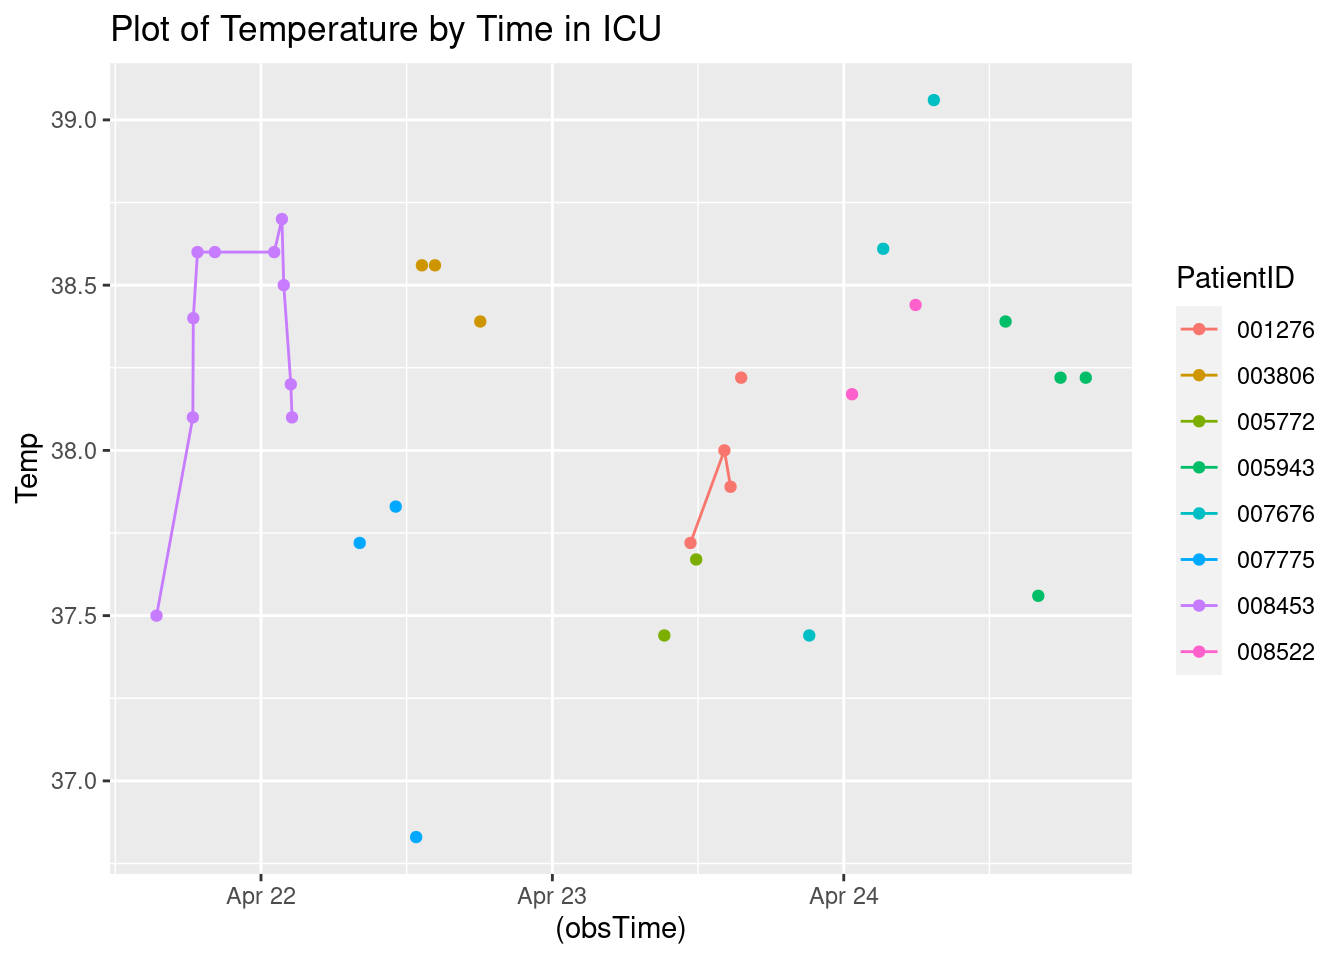 Plot of Temperature by Time in ICU
39.0
38.5
38.0
37.5
37.0
Temp
Apr 22
Apr 23
Apr 24
(obsTime)
PatientID
001276
003806
005772
005943
007676
007775
008453
008522